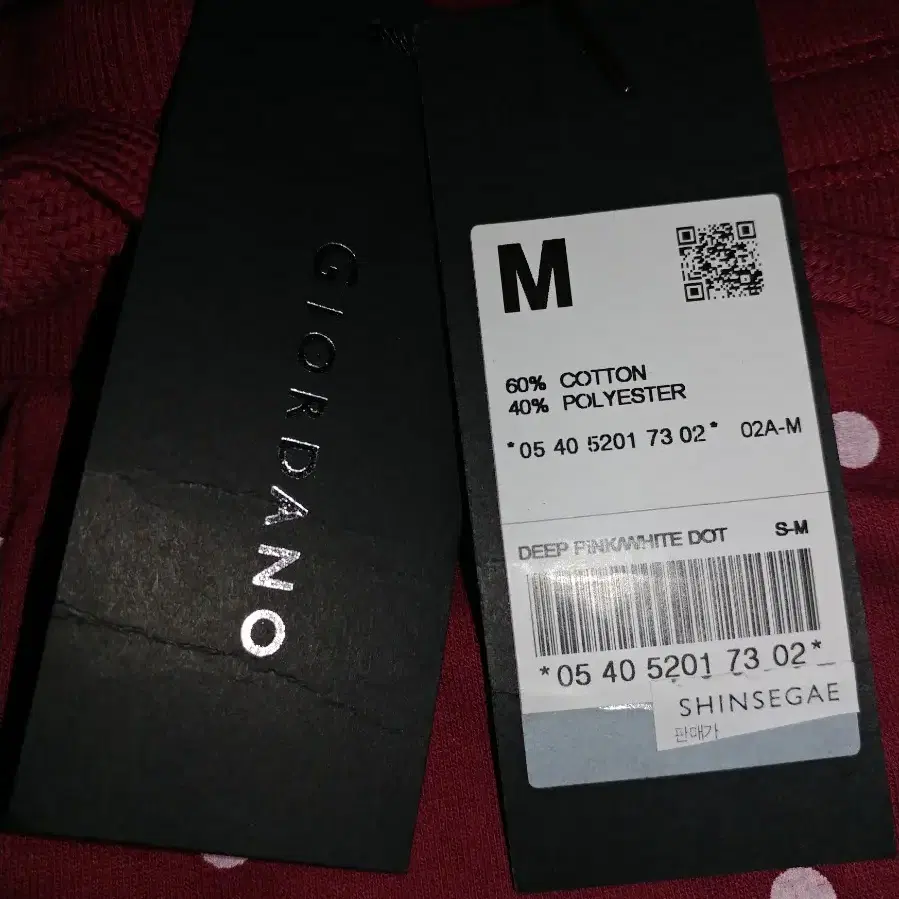 GIORDANO
M
60% COTTON
40% POLYESTER
*05 40 5201 73 02* 02A-M
DEEP PINK/WHITE DOT S-M
*05 40 5201 73 02*
SHINSEGAE
판매가